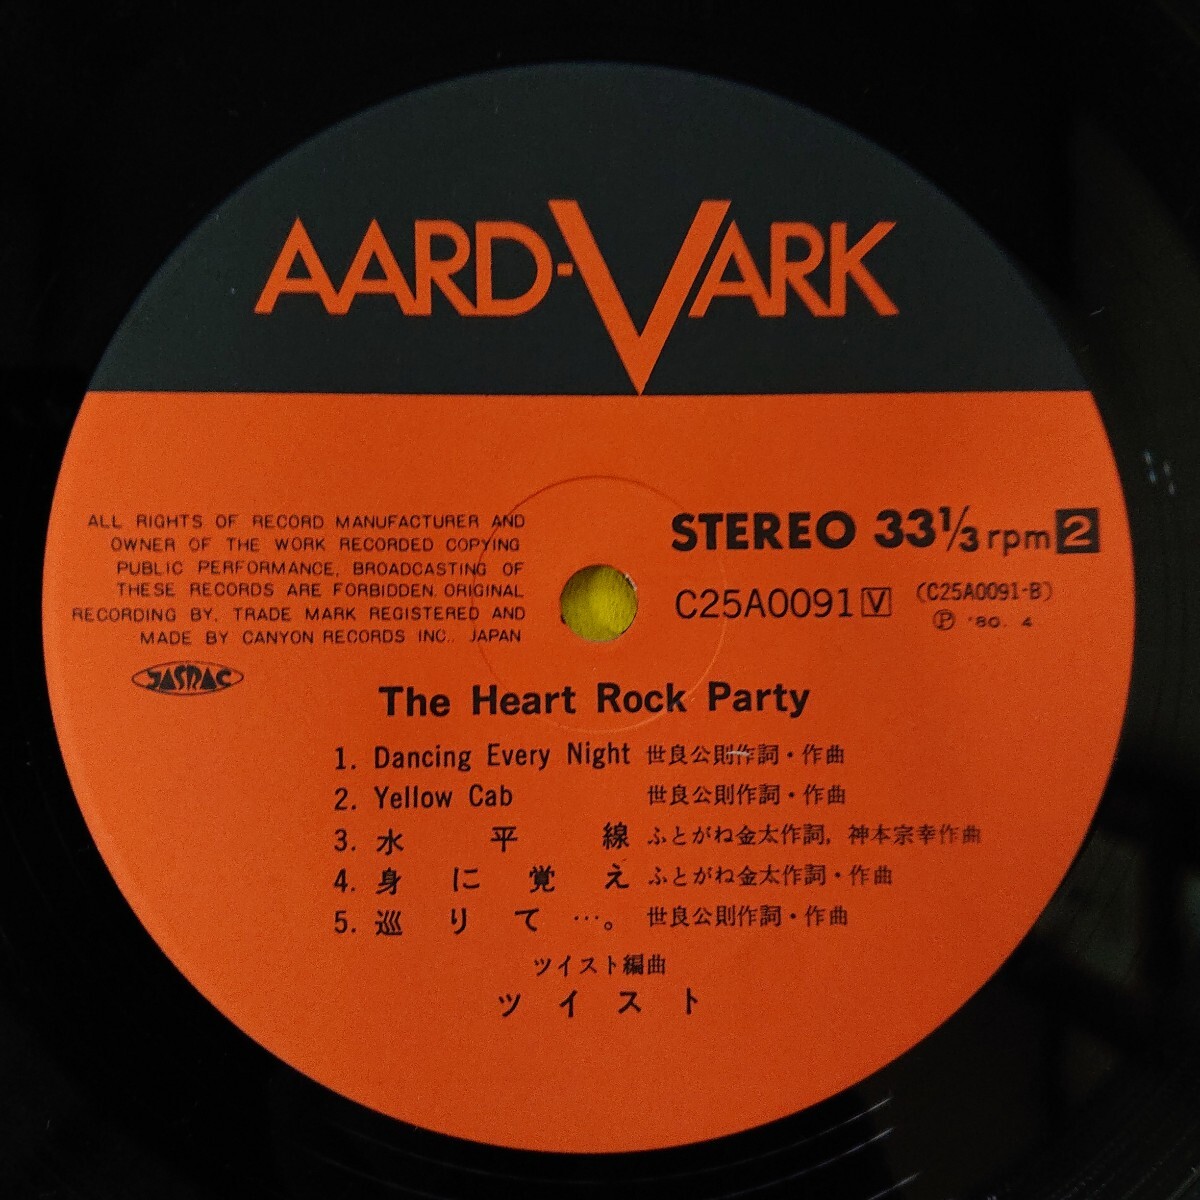 AARD-VARK
ALL RIGHTS OF RECORD MANUFACTURER AND
OWNER OF THE WORK RECORDED COPYING
PUBLIC PERFORMANCE, BROADCASTING OF
THESE RECORDS ARE FORBIDDEN. ORIGINAL
RECORDING BY, TRADE MARK REGISTERED AND
MADE BY CANYON RECORDS INC., JAPAN
JASRAC
STEREO 33⅓rpm 2
C25A0091 V (C25A0091-B)
Ⓟ '80. 4
The Heart Rock Party
1. Dancing Every Night 世良公則作詞・作曲
2. Yellow Cab 世良公則作詞・作曲
3. 水平線 ふとがね金太作詞, 神本宗幸作曲
4. 身に覚え ふとがね金太作詞・作曲
5. 巡りて…。 世良公則作詞・作曲
ツイスト編曲
ツイスト